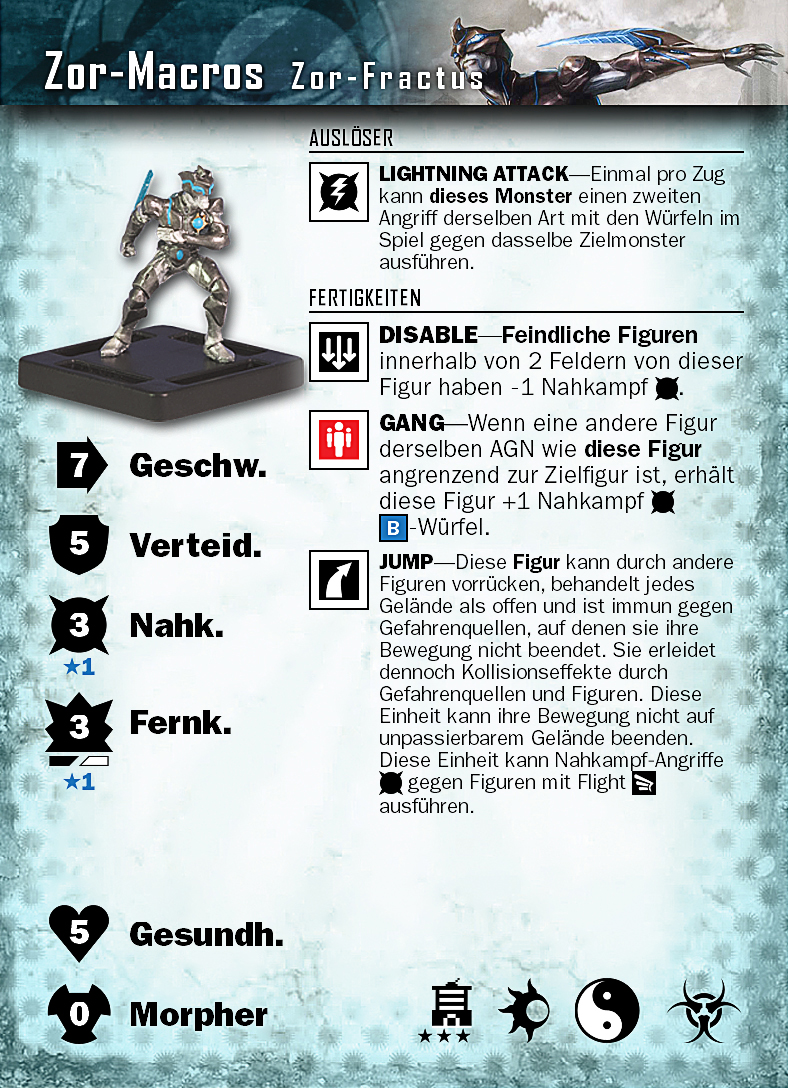 Zor-Macros Zor-Fractus
AUSLÖSER
LIGHTNING ATTACK—Einmal pro Zug
kann dieses Monster einen zweiten
Angriff derselben Art mit den Würfeln im
Spiel gegen dasselbe Zielmonster
ausführen.
FERTIGKEITEN
DISABLE—Feindliche Figuren
innerhalb von 2 Feldern von dieser
Figur haben -1 Nahkampf .
GANG—Wenn eine andere Figur
derselben AGN wie diese Figur
angrenzend zur Zielfigur ist, erhält
diese Figur +1 Nahkampf
B-Würfel.
JUMP—Diese Figur kann durch andere
Figuren vorrücken, behandelt jedes
Gelände als offen und ist immun gegen
Gefahrenquellen, auf denen sie ihre
Bewegung nicht beendet. Sie erleidet
dennoch Kollisionseffekte durch
Gefahrenquellen und Figuren. Diese
Einheit kann ihre Bewegung nicht auf
unpassierbarem Gelände beenden.
Diese Einheit kann Nahkampf-Angriffe
gegen Figuren mit Flight
ausführen.
7 Geschw.
5 Verteid.
3 Nahk.
★1
3 Fernk.
★1
5 Gesundh.
0 Morpher
★★★